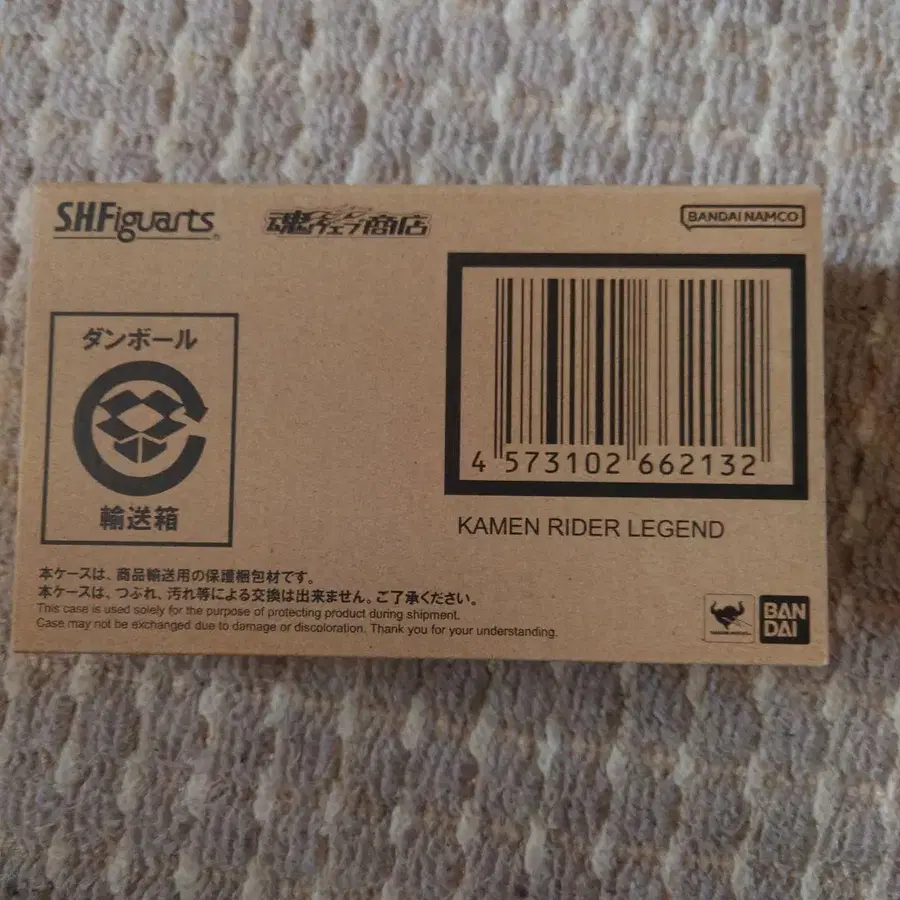 S.H.Figuarts
魂ウェブ商店
BANDAI NAMCO
ダンボール
輸送箱
4 573102 662132
KAMEN RIDER LEGEND
本ケースは、商品輸送用の保護梱包材です。
本ケースは、つぶれ、汚れ等による交換は出来ません。ご了承ください。
This case is used solely for the purpose of protecting product during shipment.
Case may not be exchanged due to damage or discoloration. Thank you for your understanding.
BAN
DAI